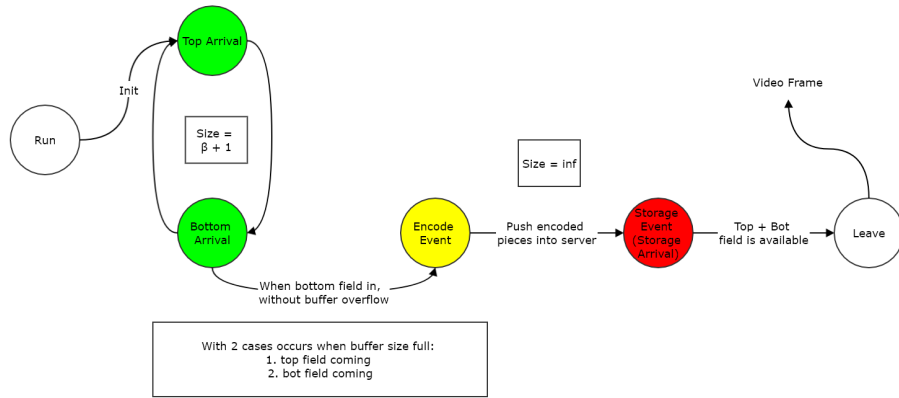 Top Arrival
Init
Run
Size =
β + 1
Bottom
Arrival
When bottom field in,
without buffer overflow
With 2 cases occurs when buffer size full:
1. top field coming
2. bot field coming
Encode
Event
Push encoded
pieces into server
Size = inf
Storage
Event
(Storage
Arrival)
Top + Bot
field is available
Leave
Video Frame